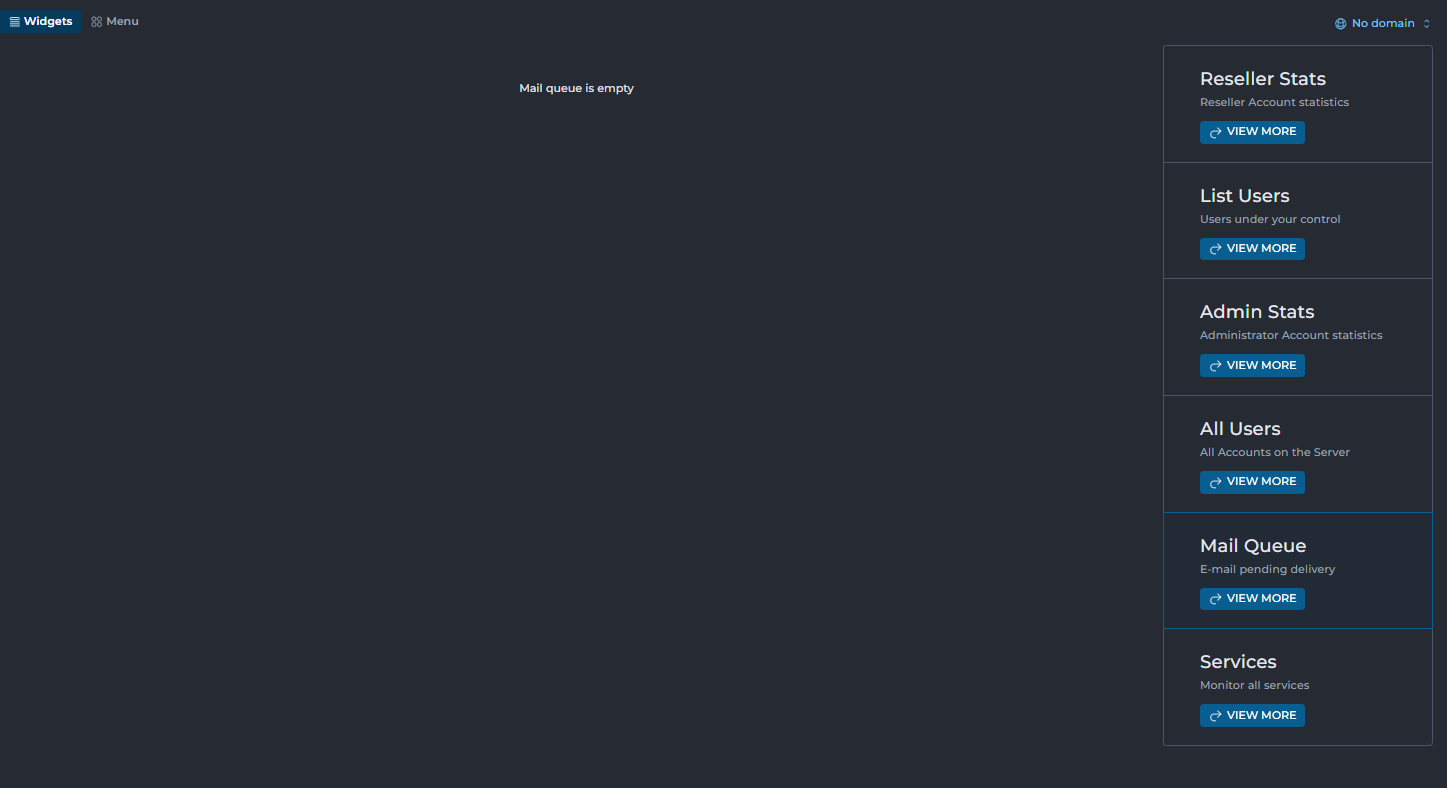 Widgets
Menu
No domain
Mail queue is empty
Reseller Stats
Reseller Account statistics
VIEW MORE
List Users
Users under your control
VIEW MORE
Admin Stats
Administrator Account statistics
VIEW MORE
All Users
All Accounts on the Server
VIEW MORE
Mail Queue
E-mail pending delivery
VIEW MORE
Services
Monitor all services
VIEW MORE